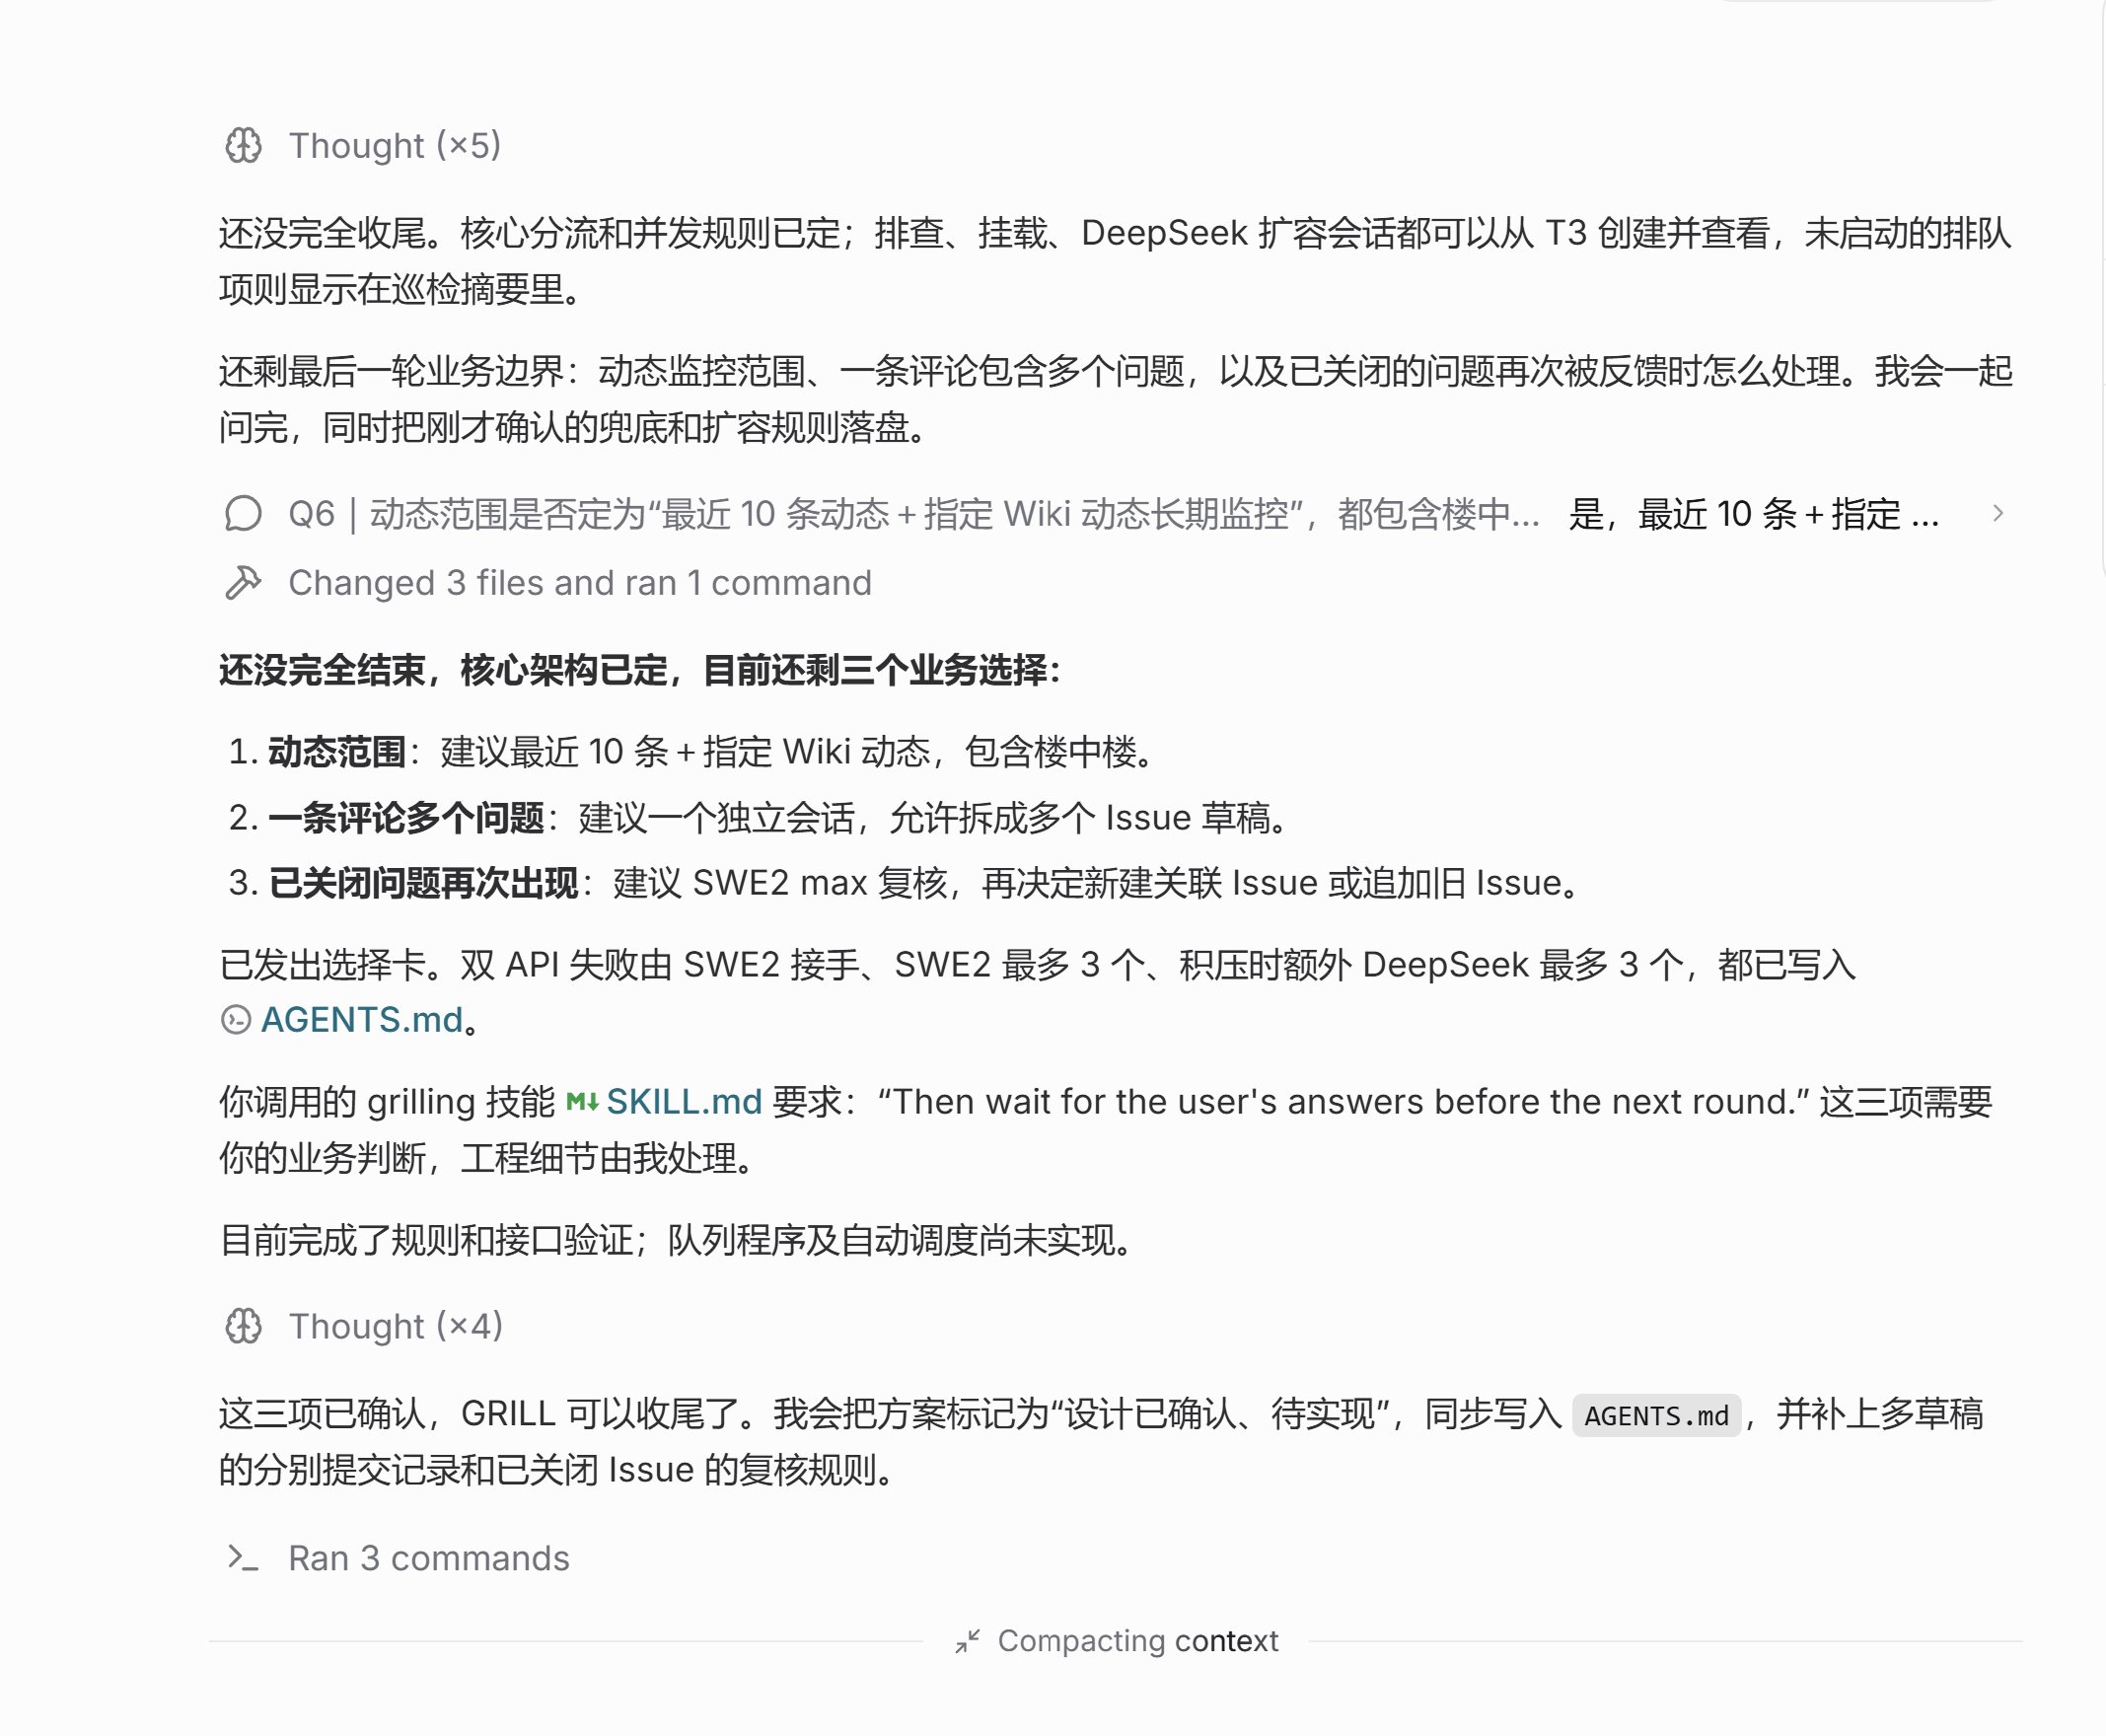 Thought (×5)
还没完全收尾。核心分流和并发规则已定；排查、挂载、DeepSeek 扩容会话都可以从 T3 创建并查看，未启动的排队
项则显示在巡检摘要里。
还剩最后一轮业务边界：动态监控范围、一条评论包含多个问题，以及已关闭的问题再次被反馈时怎么处理。我会一起
问完，同时把刚才确认的兜底和扩容规则落盘。
Q6 | 动态范围是否定为“最近 10 条动态＋指定 Wiki 动态长期监控”，都包含楼中... 是，最近 10 条＋指定 ...
Changed 3 files and ran 1 command
还没完全结束，核心架构已定，目前还剩三个业务选择：
1. 动态范围：建议最近 10 条＋指定 Wiki 动态，包含楼中楼。
2. 一条评论多个问题：建议一个独立会话，允许拆成多个 Issue 草稿。
3. 已关闭问题再次出现：建议 SWE2 max 复核，再决定新建关联 Issue 或追加旧 Issue。
已发出选择卡。双 API 失败由 SWE2 接手、SWE2 最多 3 个、积压时额外 DeepSeek 最多 3 个，都已写入
AGENTS.md。
你调用的 grilling 技能 SKILL.md 要求：“Then wait for the user's answers before the next round.” 这三项需要
你的业务判断，工程细节由我处理。
目前完成了规则和接口验证；队列程序及自动调度尚未实现。
Thought (×4)
这三项已确认，GRILL 可以收尾了。我会把方案标记为“设计已确认、待实现”，同步写入 AGENTS.md，并补上多草稿
的分别提交记录和已关闭 Issue 的复核规则。
Ran 3 commands
Compacting context